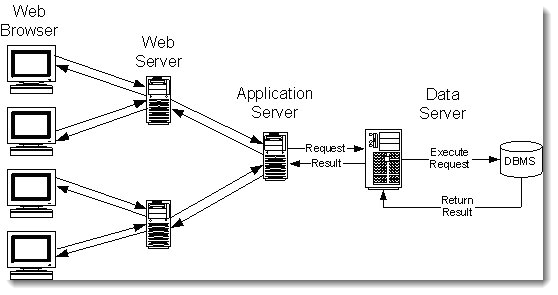 Web
Browser
Web
Server
Application
Server
Data
Server
Request
Result
Execute
Request
DBMS
Return
Result